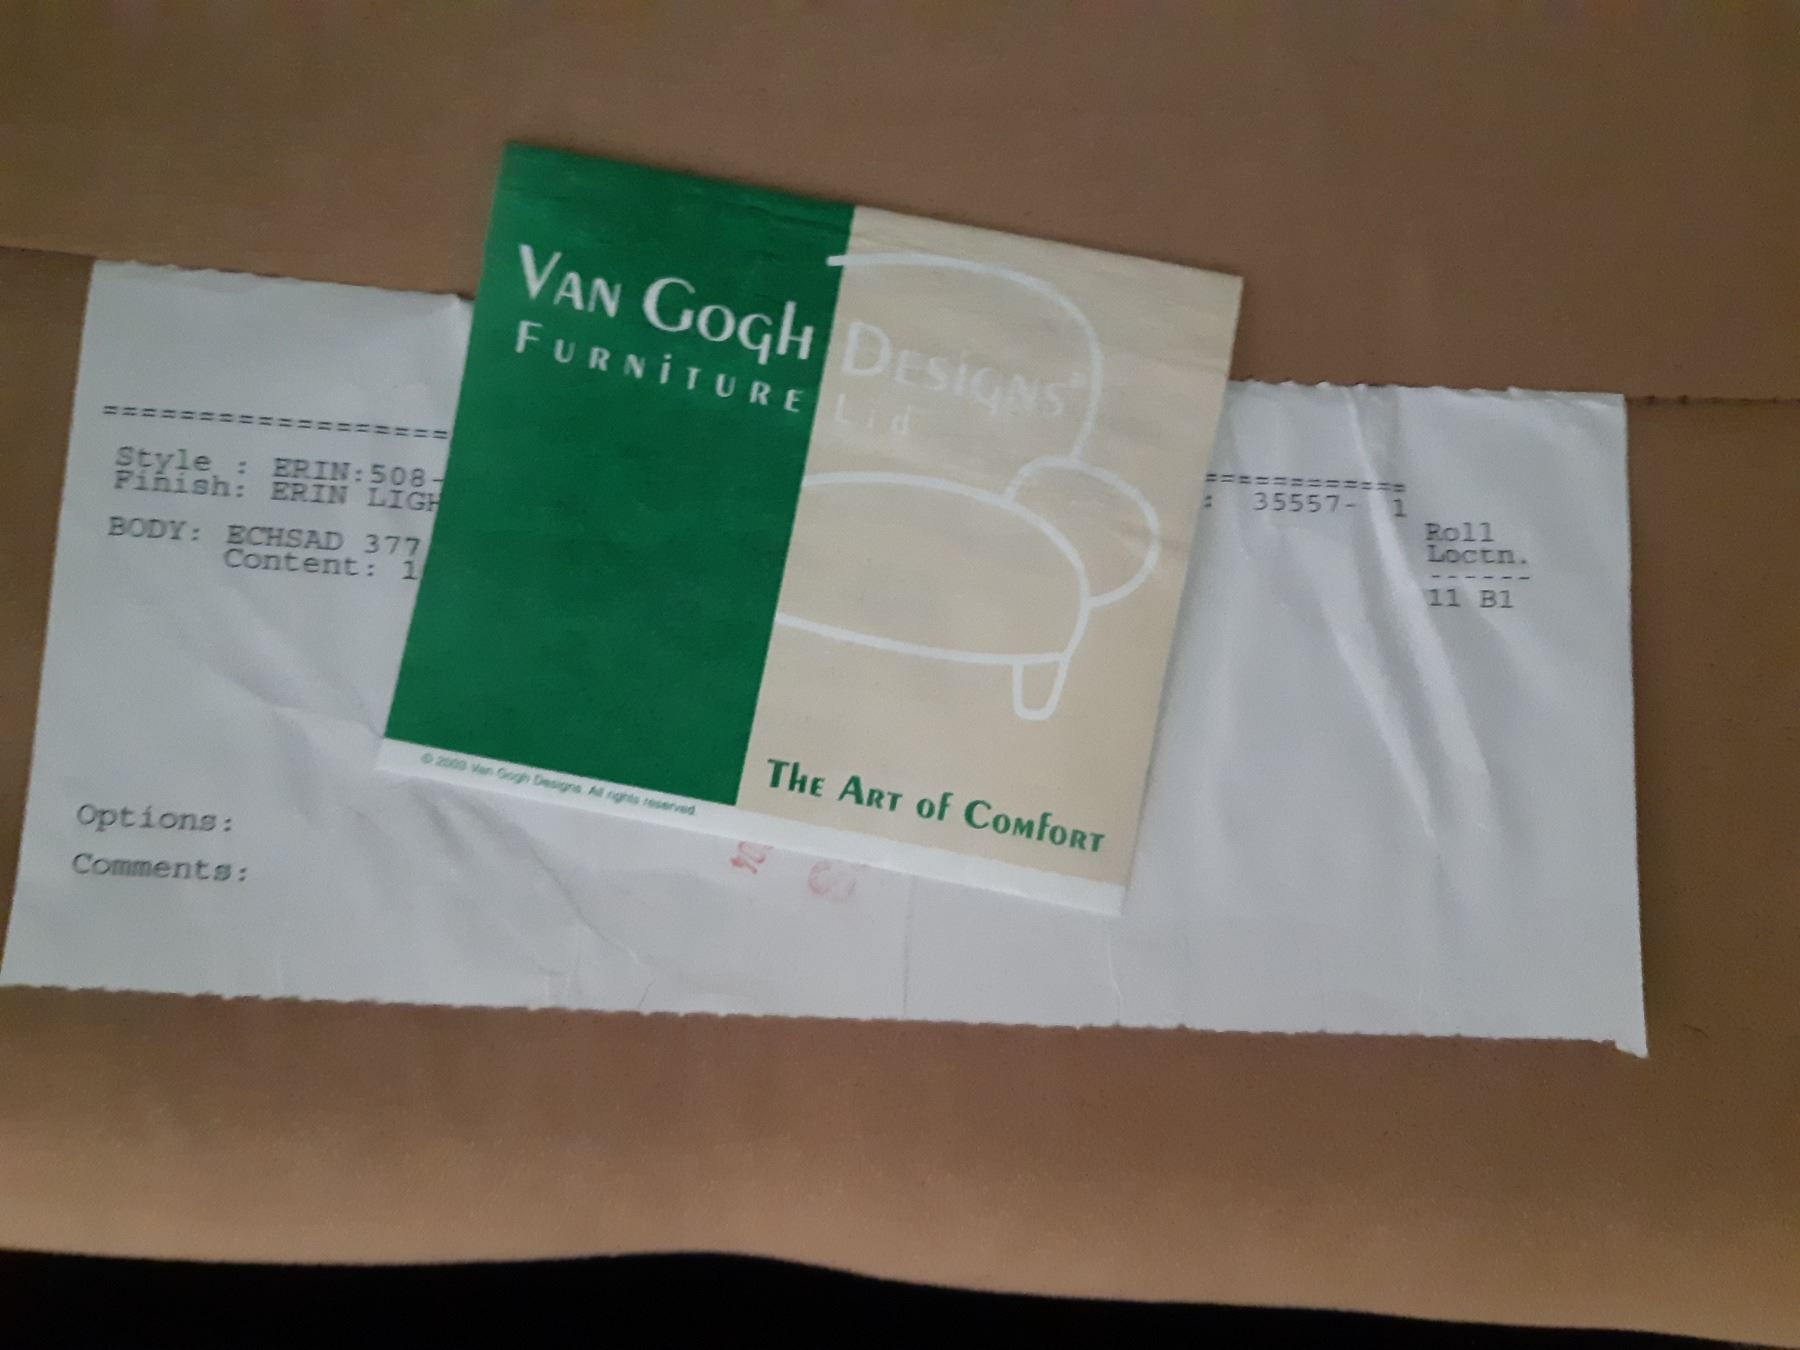 VAN GOGH DESIGNS®
FURNITURE Ltd
THE ART of COMFORT
© 2009 Van Gogh Designs. All rights reserved.
==================
Style : ERIN:508-
Finish: ERIN LIGH
BODY: ECHSAD 377
Content: 1
Options:
Comments:
=============
: 35557- 1
Roll
Loctn.
------
11 B1